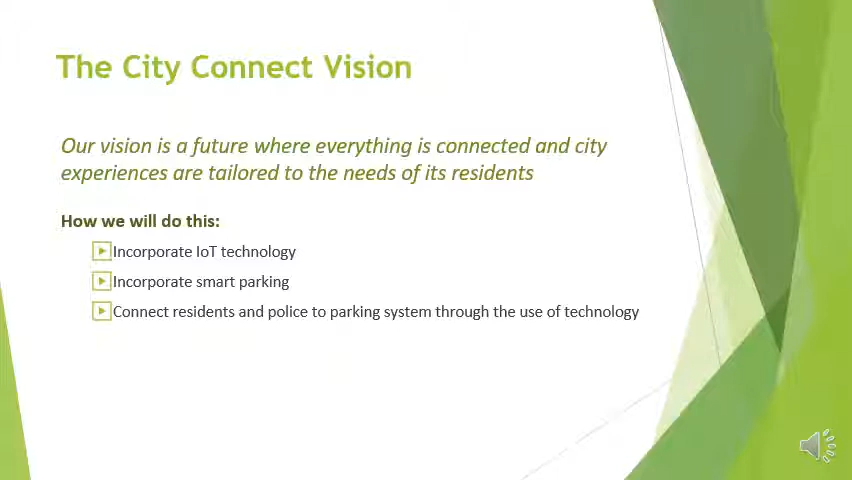 The City Connect Vision
Our vision is a future where everything is connected and city
experiences are tailored to the needs of its residents
How we will do this:
Incorporate IoT technology
Incorporate smart parking
Connect residents and police to parking system through the use of technology